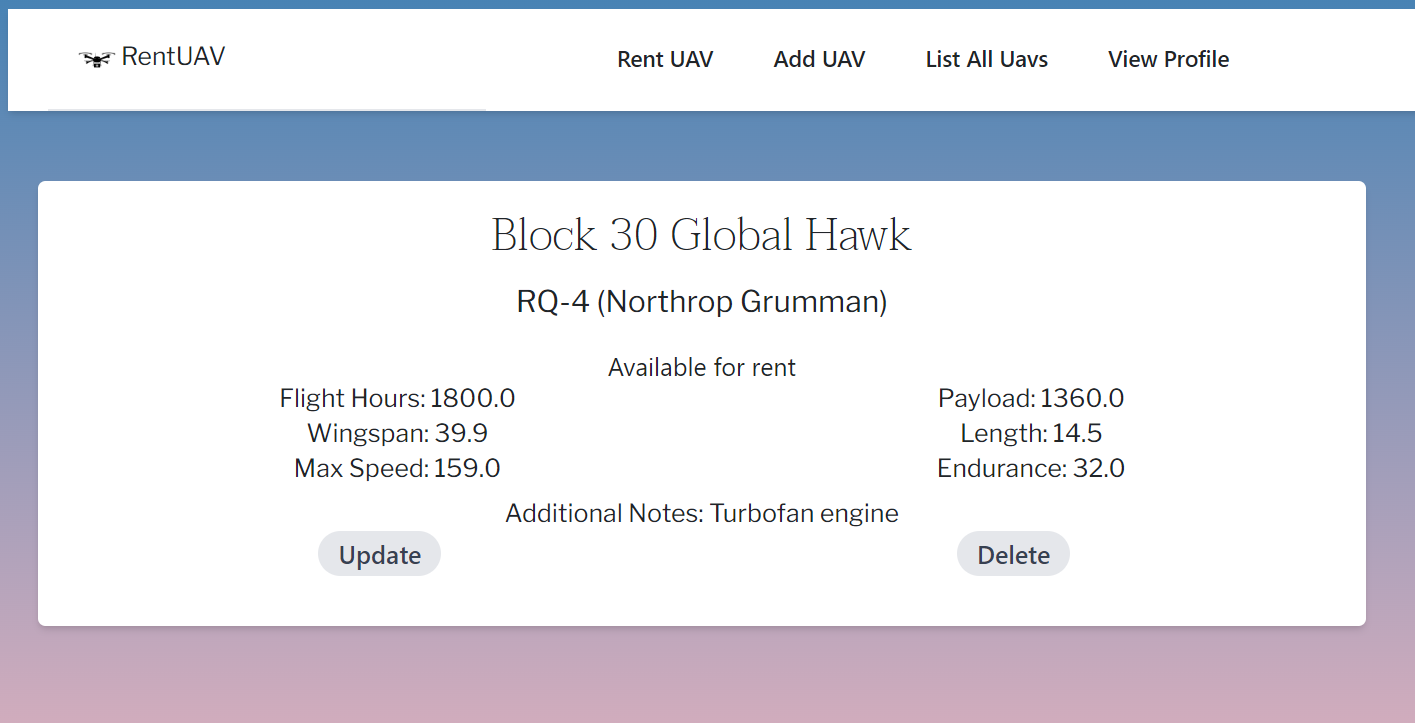 RentUAV
Rent UAV
Add UAV
List All Uavs
View Profile
Block 30 Global Hawk
RQ-4 (Northrop Grumman)
Available for rent
Flight Hours: 1800.0
Payload: 1360.0
Wingspan: 39.9
Length: 14.5
Max Speed: 159.0
Endurance: 32.0
Additional Notes: Turbofan engine
Update
Delete